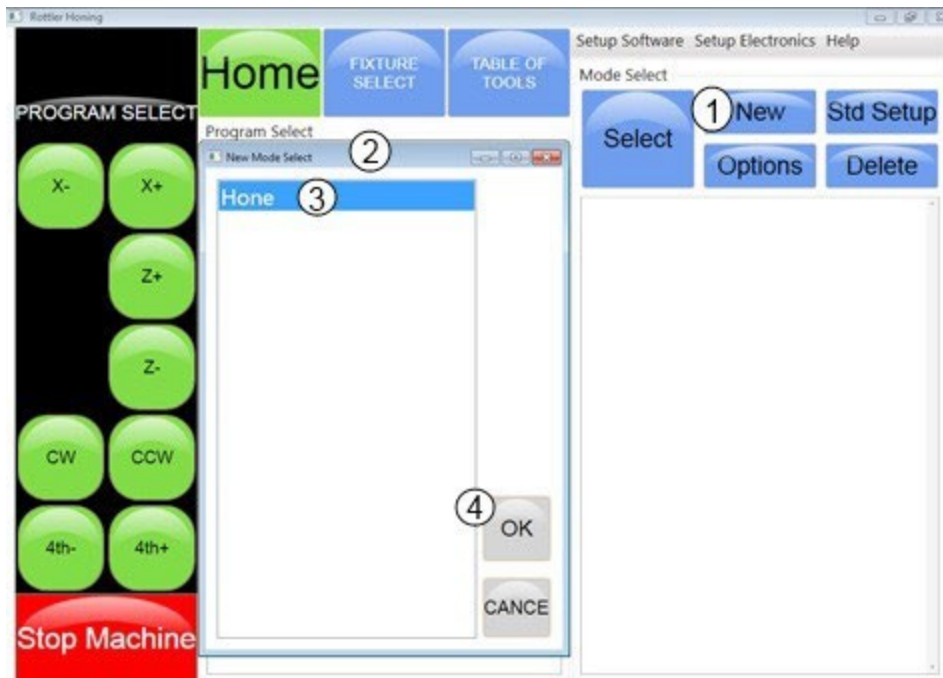 Rottler Honing
PROGRAM SELECT
X-
X+
Z+
Z-
CW
CCW
4th-
4th+
Stop Machine
Home
FIXTURE
SELECT
TABLE OF
TOOLS
Program Select
New Mode Select
2
Hone
3
4
OK
CANCE
Setup Software Setup Electronics Help
Mode Select
Select
1
New
Std Setup
Options
Delete